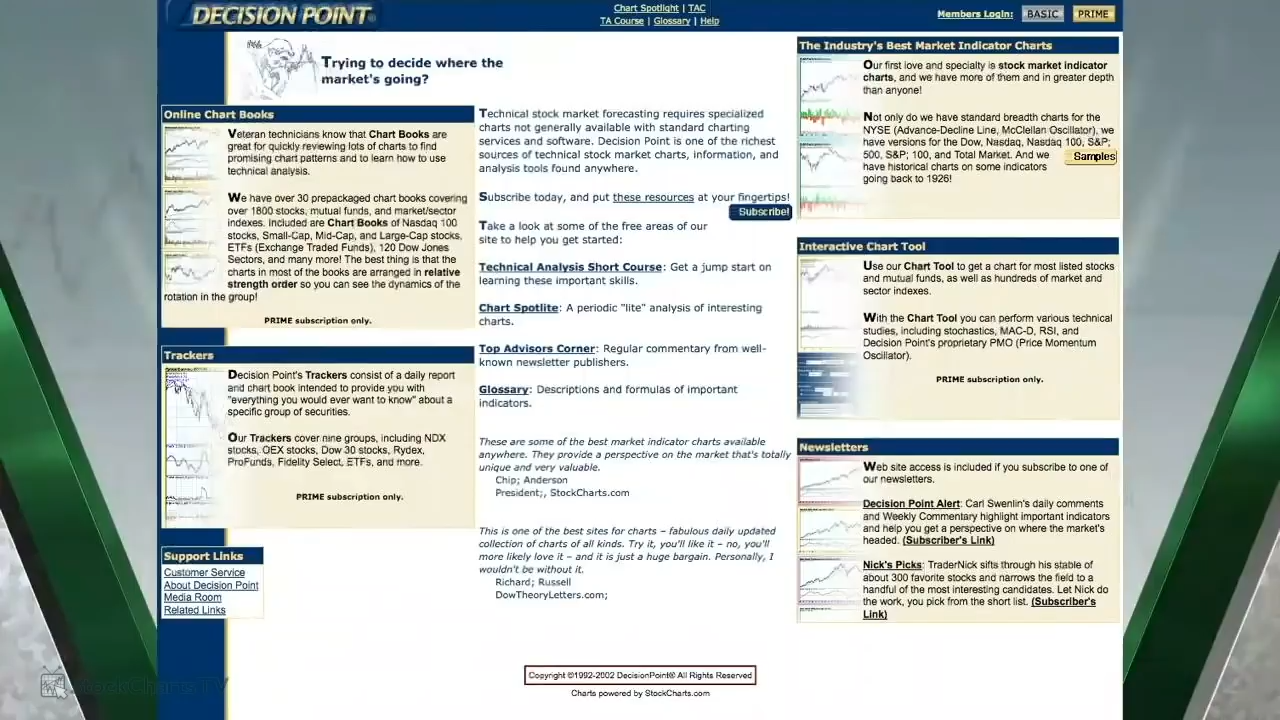 DECISION POINT®
Chart Spotlight | TAC
TA Course | Glossary | Help
Members Login: BASIC PRIME
Trying to decide where the
market's going?
Online Chart Books
Veteran technicians know that Chart Books are
great for quickly reviewing lots of charts to find
promising chart patterns and to learn how to use
technical analysis.
We have over 30 prepackaged chart books covering
over 1800 stocks, mutual funds, and market/sector
indexes. Included are Chart Books of Nasdaq 100
stocks, Small-Cap, Mid-Cap, and Large-Cap stocks,
ETFs (Exchange Traded Funds), 120 Dow Jones
Sectors, and many more! The best thing is that the
charts in most of the books are arranged in relative
strength order so you can see the dynamics of the
rotation in the group!
PRIME subscription only.
Trackers
Decision Point's Trackers consist of a daily report
and chart book intended to provide you with
"everything you would ever want to know" about a
specific group of securities.
Our Trackers cover nine groups, including NDX
stocks, OEX stocks, Dow 30 stocks, Rydex,
ProFunds, Fidelity Select, ETFs, and more.
PRIME subscription only.
Support Links
Customer Service
About Decision Point
Media Room
Related Links
Technical stock market forecasting requires specialized
charts not generally available with standard charting
services and software. Decision Point is one of the richest
sources of technical stock market charts, information, and
analysis tools found anywhere.
Subscribe today, and put these resources at your fingertips!
Subscribe!
Take a look at some of the free areas of our
site to help you get started:
Technical Analysis Short Course: Get a jump start on
learning these important skills.
Chart Spotlite: A periodic "lite" analysis of interesting
charts.
Top Advisors Corner: Regular commentary from well-
known newsletter publishers.
Glossary: Descriptions and formulas of important
indicators.
These are some of the best market indicator charts available
anywhere. They provide a perspective on the market that's totally
unique and very valuable.
Chip; Anderson
President;, StockCharts.com
This is one of the best sites for charts – fabulous daily updated
collection of charts of all kinds. Try it, you'll like it – no, you'll
more likely love it – and it is just a huge bargain. Personally, I
wouldn't be without it.
Richard; Russell
DowTheoryLetters.com;
The Industry's Best Market Indicator Charts
Our first love and specialty is stock market indicator
charts, and we have more of them and in greater depth
than anyone!
Not only do we have standard breadth charts for the
NYSE (Advance-Decline Line, McClellan Oscillator), we
have versions for the Dow, Nasdaq, Nasdaq 100, S&P;
500, S&P; 100, and Total Market. And we
have historical charts on some indicators
going back to 1926!
Samples
Interactive Chart Tool
Use our Chart Tool to get a chart for most listed stocks
and mutual funds, as well as hundreds of market and
sector indexes.
With the Chart Tool you can perform various technical
studies, including stochastics, MAC-D, RSI, and
Decision Point's proprietary PMO (Price Momentum
Oscillator).
PRIME subscription only.
Newsletters
Web site access is included if you subscribe to one of
our newsletters.
Decision Point Alert: Carl Swenlin's daily comments
and Weekly Commentary highlight important indicators
and help you get a perspective on where the market's
headed. (Subscriber's Link)
Nick's Picks: TraderNick sifts through his stable of
about 300 favorite stocks and narrows the field to a
handful of the most interesting candidates. Let Nick do
the work, you pick from the short list. (Subscriber's
Link)
Copyright ©1992-2002 DecisionPoint® All Rights Reserved
Charts powered by StockCharts.com
StockCharts TV